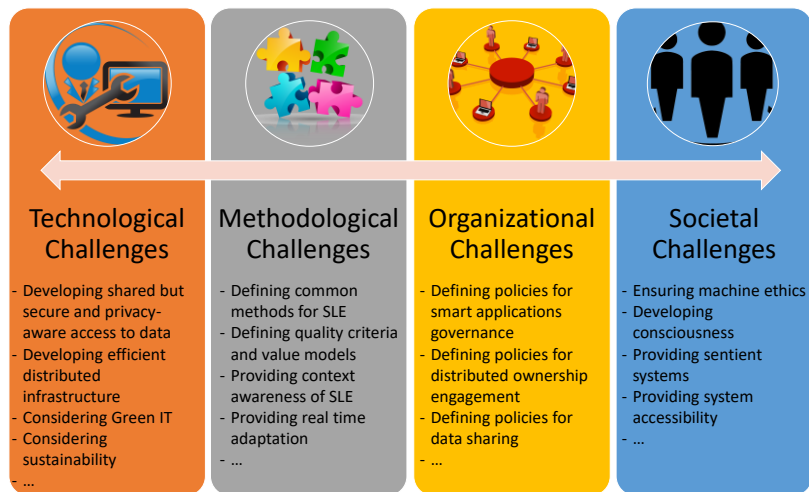 Technological
Challenges
- Developing shared but
secure and privacy-
aware access to data
- Developing efficient
distributed
infrastructure
- Considering Green IT
- Considering
sustainability
- …
Methodological
Challenges
- Defining common
methods for SLE
- Defining quality criteria
and value models
- Providing context
awareness of SLE
- Providing real time
adaptation
- …
Organizational
Challenges
- Defining policies for
smart applications
governance
- Defining policies for
distributed ownership
engagement
- Defining policies for
data sharing
- …
Societal
Challenges
- Ensuring machine ethics
- Developing
consciousness
- Providing sentient
systems
- Providing system
accessibility
- …